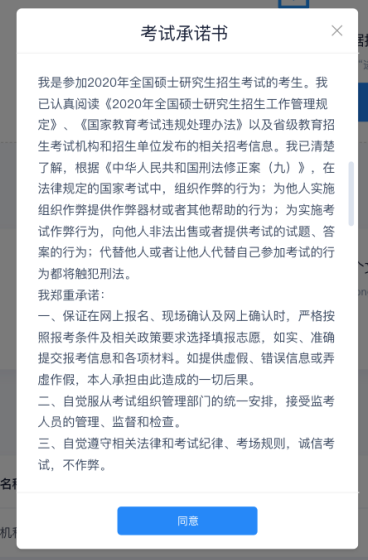 考试承诺书
我是参加2020年全国硕士研究生招生考试的考生。我
已认真阅读《2020年全国硕士研究生招生工作管理规
定》、《国家教育考试违规处理办法》以及省级教育招
生考试机构和招生单位发布的相关招考信息。我已清楚
了解，根据《中华人民共和国刑法修正案（九）》，在
法律规定的国家考试中，组织作弊的行为；为他人实施
组织作弊提供作弊器材或者其他帮助的行为；为实施考
试作弊行为，向他人非法出售或者提供考试的试题、答
案的行为；代替他人或者让他人代替自己参加考试的行
为都将触犯刑法。
我郑重承诺：
一、保证在网上报名、现场确认及网上确认时，严格按
照报考条件及相关政策要求选择填报志愿，如实、准确
提交报考信息和各项材料。如提供虚假、错误信息或弄
虚作假，本人承担由此造成的一切后果。
二、自觉服从考试组织管理部门的统一安排，接受监考
人员的管理、监督和检查。
三、自觉遵守相关法律和考试纪律、考场规则，诚信考
试，不作弊。
同意